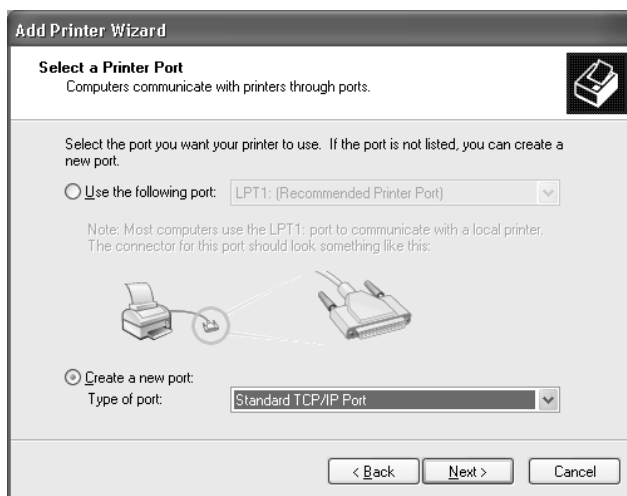 Add Printer Wizard
Select a Printer Port
Computers communicate with printers through ports.
Select the port you want your printer to use. If the port is not listed, you can create a
new port.
Use the following port: LPT1: (Recommended Printer Port)
Note: Most computers use the LPT1: port to communicate with a local printer.
The connector for this port should look something like this:
Create a new port:
Type of port: Standard TCP/IP Port
< Back Next > Cancel